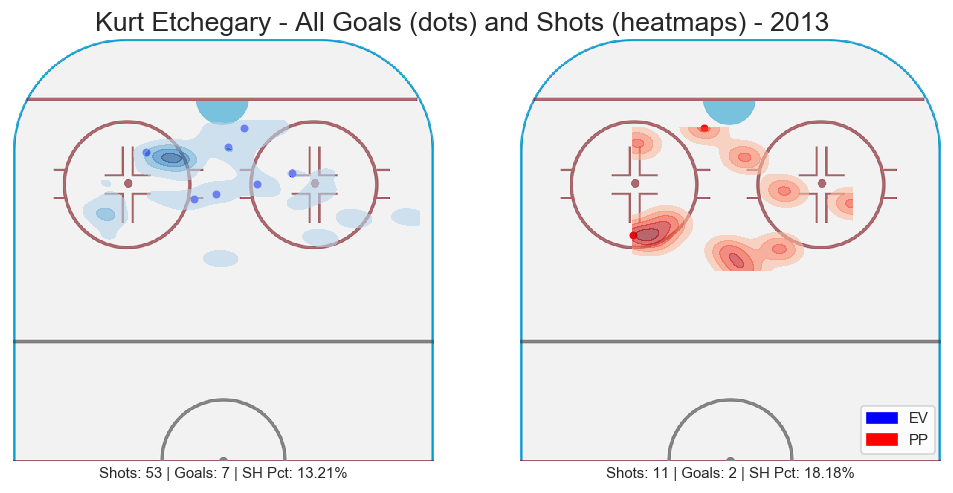 Kurt Etchegary - All Goals (dots) and Shots (heatmaps) - 2013
EV
PP
Shots: 53 | Goals: 7 | SH Pct: 13.21%
Shots: 11 | Goals: 2 | SH Pct: 18.18%